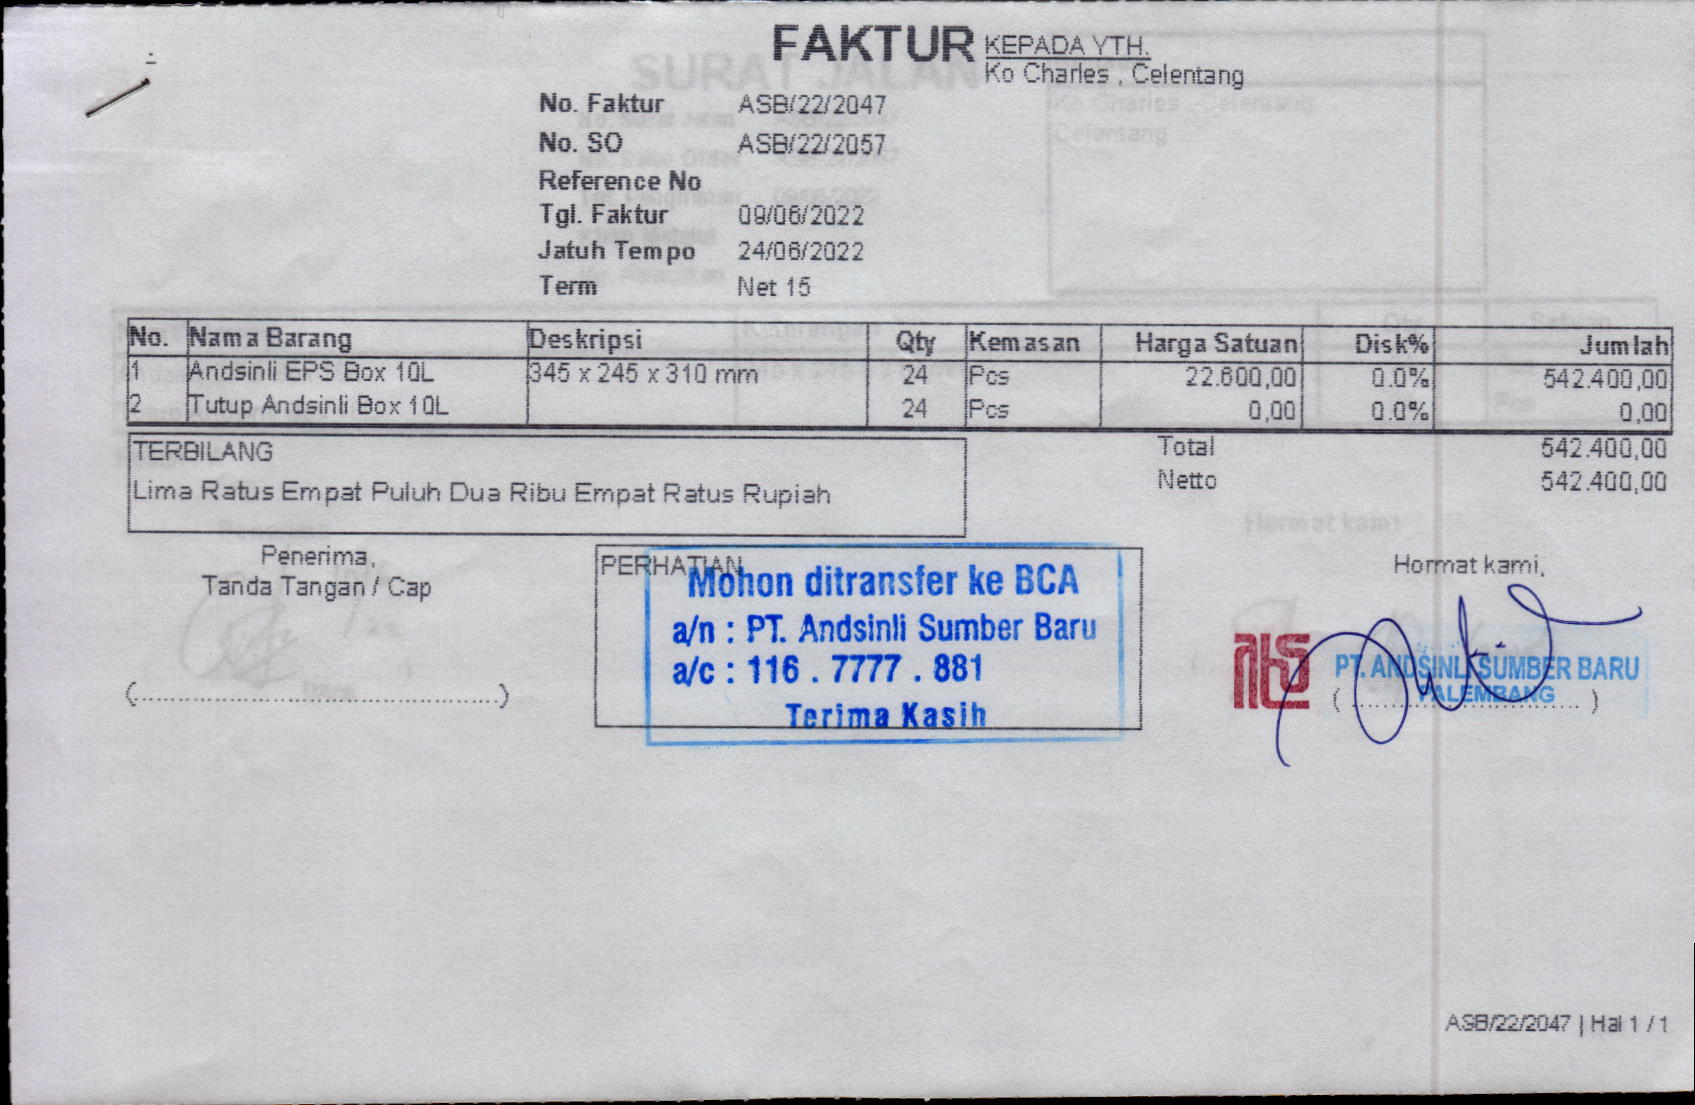 FAKTUR
KEPADA YTH.
Ko Charles , Celentang
No. Faktur ASB/22/2047
No. SO ASB/22/2057
Reference No
Tgl. Faktur 09/06/2022
Jatuh Tempo 24/06/2022
Term Net 15
No. Nama Barang Deskripsi Qty Kemasan Harga Satuan Disk% Jumlah
1 Andsinli EPS Box 10L 345 x 245 x 310 mm 24 Pcs 22.600,00 0.0% 542.400,00
2 Tutup Andsinli Box 10L 24 Pcs 0,00 0.0% 0,00
TERBILANG
Lima Ratus Empat Puluh Dua Ribu Empat Ratus Rupiah
Total 542.400,00
Netto 542.400,00
Penerima,
Tanda Tangan / Cap
(............................................)
PERHATIAN
Mohon ditransfer ke BCA
a/n : PT. Andsinli Sumber Baru
a/c : 116 . 7777 . 881
Terima Kasih
Hormat kami,
PT. ANDSINLI SUMBER BARU
PALEMBANG
(............................)
ASB/22/2047 | Hal 1 / 1